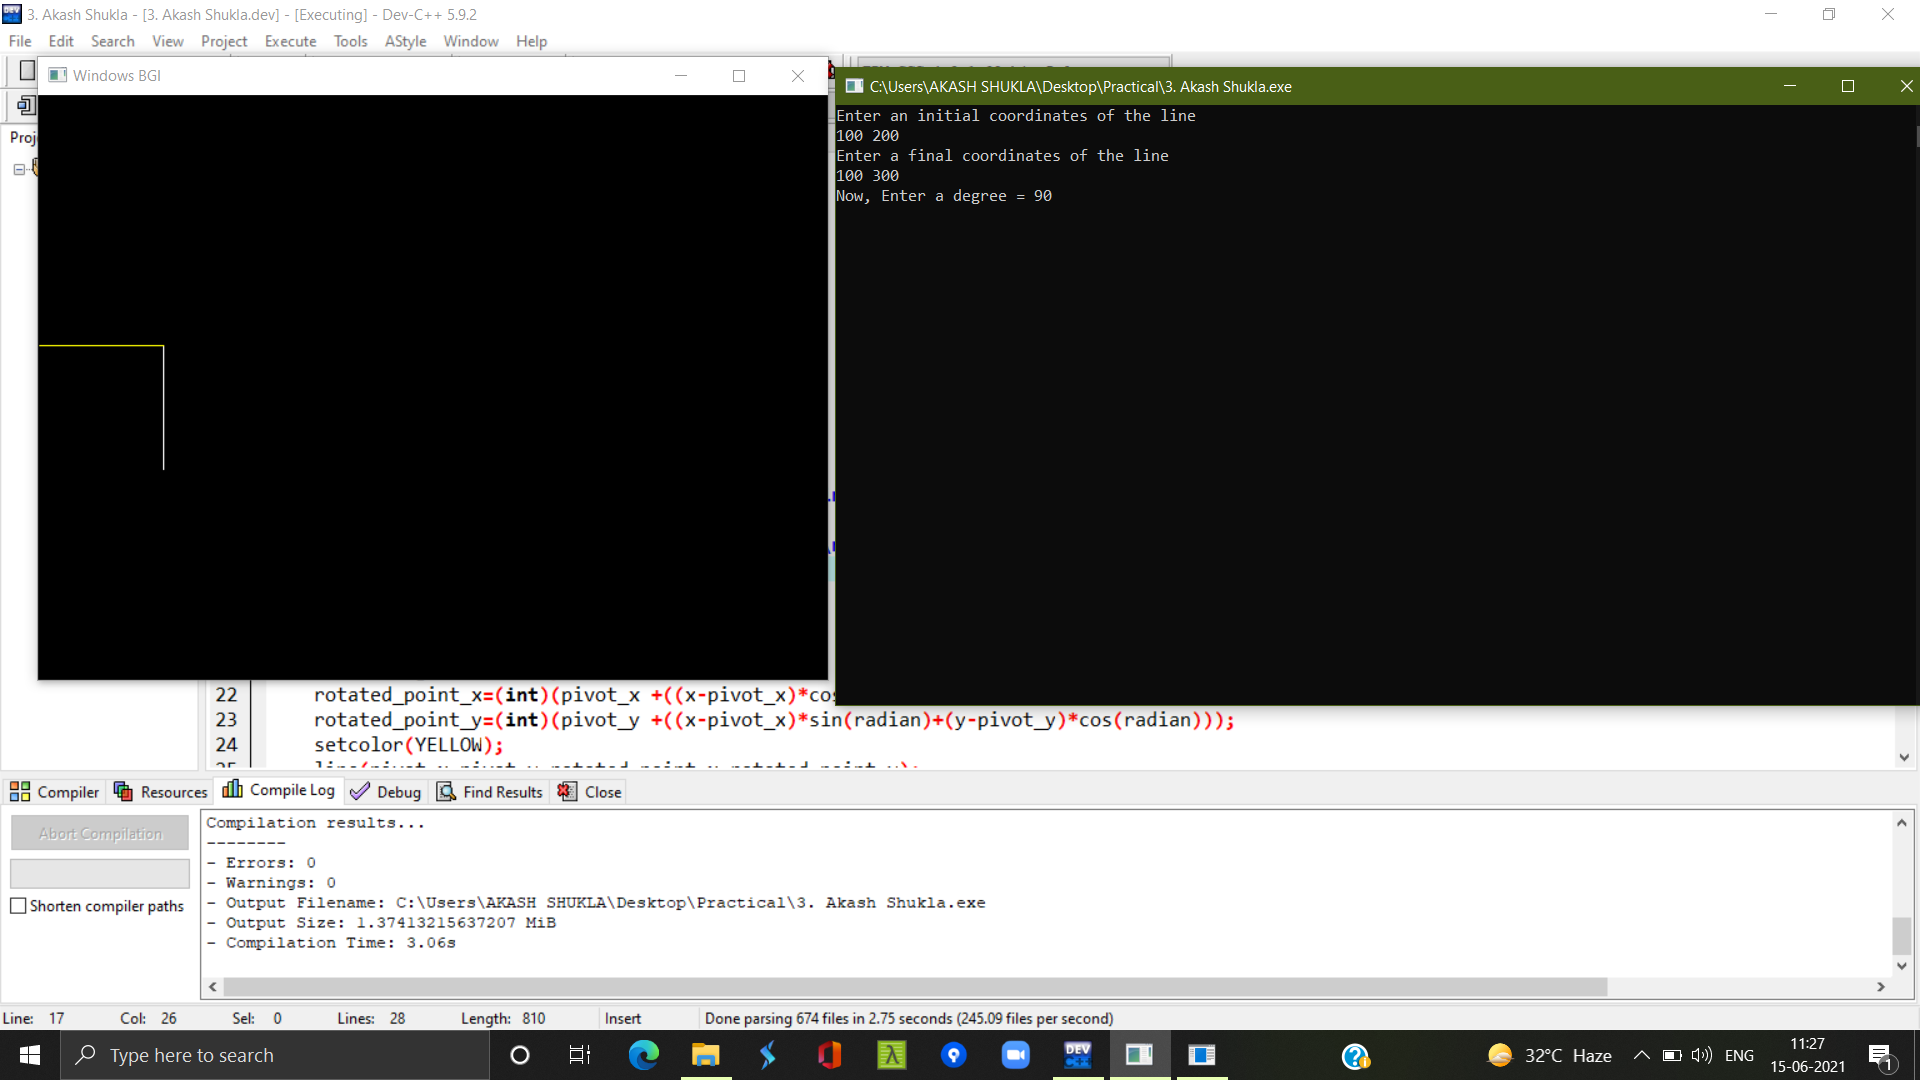 3. Akash Shukla - [3. Akash Shukla.dev] - [Executing] - Dev-C++ 5.9.2
File Edit Search View Project Execute Tools AStyle Window Help
Windows BGI
C:\Users\AKASH SHUKLA\Desktop\Practical\3. Akash Shukla.exe
Enter an initial coordinates of the line
100 200
Enter a final coordinates of the line
100 300
Now, Enter a degree = 90
22 rotated_point_x=(int)(pivot_x +((x-pivot_x)*co
23 rotated_point_y=(int)(pivot_y +((x-pivot_x)*sin(radian)+(y-pivot_y)*cos(radian)));
24 setcolor(YELLOW);
Compiler Resources Compile Log Debug Find Results Close
Abort Compilation
Shorten compiler paths
Compilation results...
--------
- Errors: 0
- Warnings: 0
- Output Filename: C:\Users\AKASH SHUKLA\Desktop\Practical\3. Akash Shukla.exe
- Output Size: 1.37413215637207 MiB
- Compilation Time: 3.06s
Line: 17 Col: 26 Sel: 0 Lines: 28 Length: 810 Insert Done parsing 674 files in 2.75 seconds (245.09 files per second)
Type here to search
DEV C++
32°C Haze
ENG
11:27
15-06-2021
1